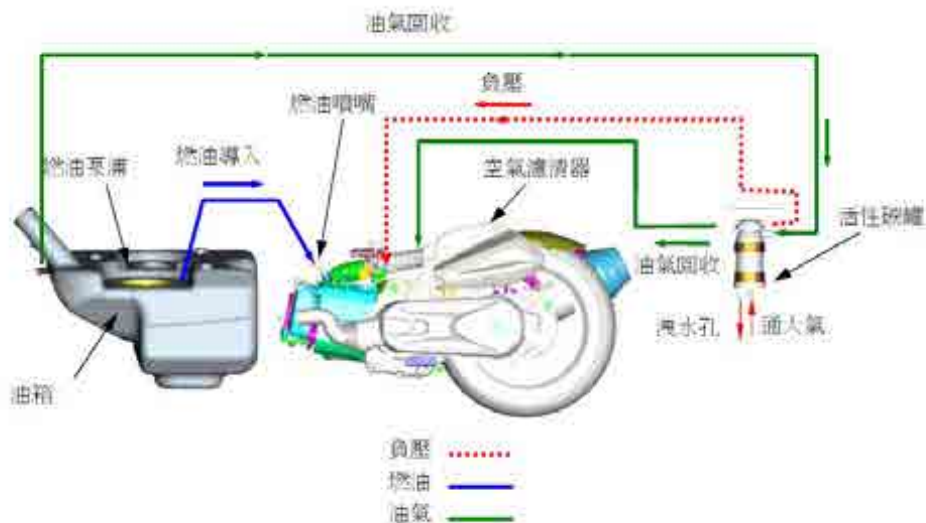 油氣回收
負壓
燃油噴嘴
燃油泵浦
燃油導入
空氣濾清器
活性碳罐
油氣回收
洩水孔
通大氣
油箱
負壓
燃油
油氣